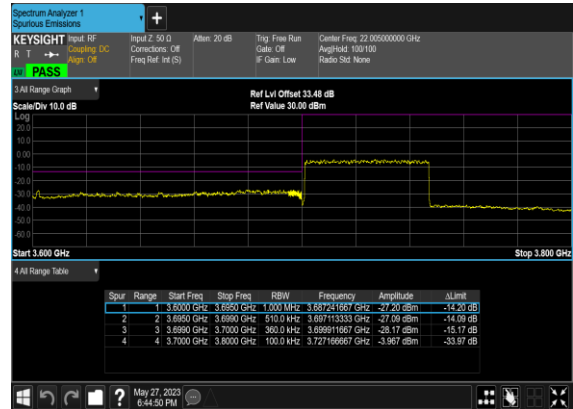 Spectrum Analyzer 1
Spurious Emissions
+
KEYSIGHT Input: RF Input Z: 50 Ω Atten: 20 dB Trig: Free Run Center Freq: 22.005000000 GHz
R T Coupling: DC Corrections: Off Gate: Off Avg|Hold: 100/100
Align: Off Freq Ref: Int (S) IF Gain: Low Radio Std: None
PASS
3 All Range Graph Ref Lvl Offset 33.48 dB
Scale/Div 10.0 dB Ref Value 30.00 dBm
Log
20.0
10.0
0.00
-10.0
-20.0
-30.0
-40.0
-50.0
-60.0
Start 3.600 GHz Stop 3.800 GHz
4 All Range Table
Spur Range Start Freq Stop Freq RBW Frequency Amplitude ΔLimit
1 1 3.6000 GHz 3.6950 GHz 1.000 MHz 3.687241667 GHz -27.20 dBm -14.20 dB
2 2 3.6950 GHz 3.6990 GHz 510.0 kHz 3.697113333 GHz -27.09 dBm -14.09 dB
3 3 3.6990 GHz 3.7000 GHz 360.0 kHz 3.699911667 GHz -28.17 dBm -15.17 dB
4 4 3.7000 GHz 3.8000 GHz 100.0 kHz 3.727166667 GHz -3.967 dBm -33.97 dB
? May 27, 2023
6:44:50 PM